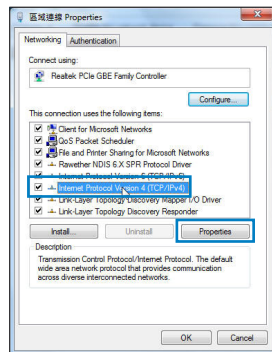 區域連線 Properties
Networking
Authentication
Connect using:
Realtek PCIe GBE Family Controller
Configure...
This connection uses the following items:
Client for Microsoft Networks
QoS Packet Scheduler
File and Printer Sharing for Microsoft Networks
Rawether NDIS 6.X SPR Protocol Driver
Internet Protocol Version 6 (TCP/IPv6)
Internet Protocol Version 4 (TCP/IPv4)
Link-Layer Topology Discovery Mapper I/O Driver
Link-Layer Topology Discovery Responder
Install...
Uninstall
Properties
Description
Transmission Control Protocol/Internet Protocol. The default
wide area network protocol that provides communication
across diverse interconnected networks.
OK
Cancel